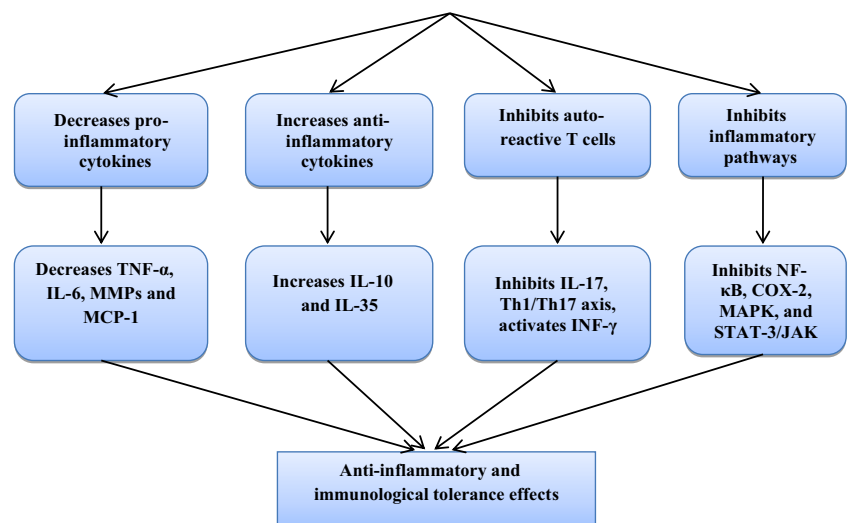 Decreases pro-
inflammatory
cytokines
Increases anti-
inflammatory
cytokines
Inhibits auto-
reactive T cells
Inhibits
inflammatory
pathways
Decreases TNF-α,
IL-6, MMPs and
MCP-1
Increases IL-10
and IL-35
Inhibits IL-17,
Th1/Th17 axis,
activates INF-γ
Inhibits NF-
κB, COX-2,
MAPK, and
STAT-3/JAK
Anti-inflammatory and
immunological tolerance effects